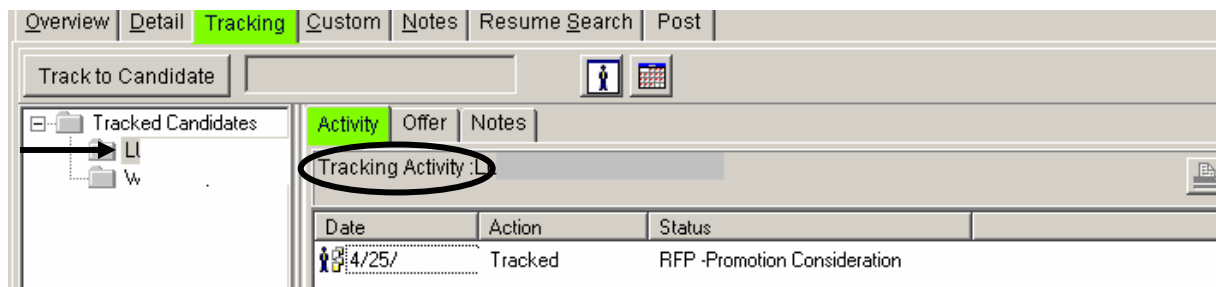 Overview Detail Tracking Custom Notes Resume Search Post
Track to Candidate
Tracked Candidates
Activity Offer Notes
Tracking Activity :
Date Action Status
4/25/ Tracked RFP -Promotion Consideration